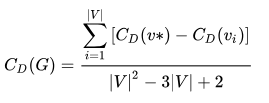 C_D(G) = \frac{\sum_{i=1}^{|V|} [C_D(v*) - C_D(v_i)]}{|V|^2 - 3|V| + 2}